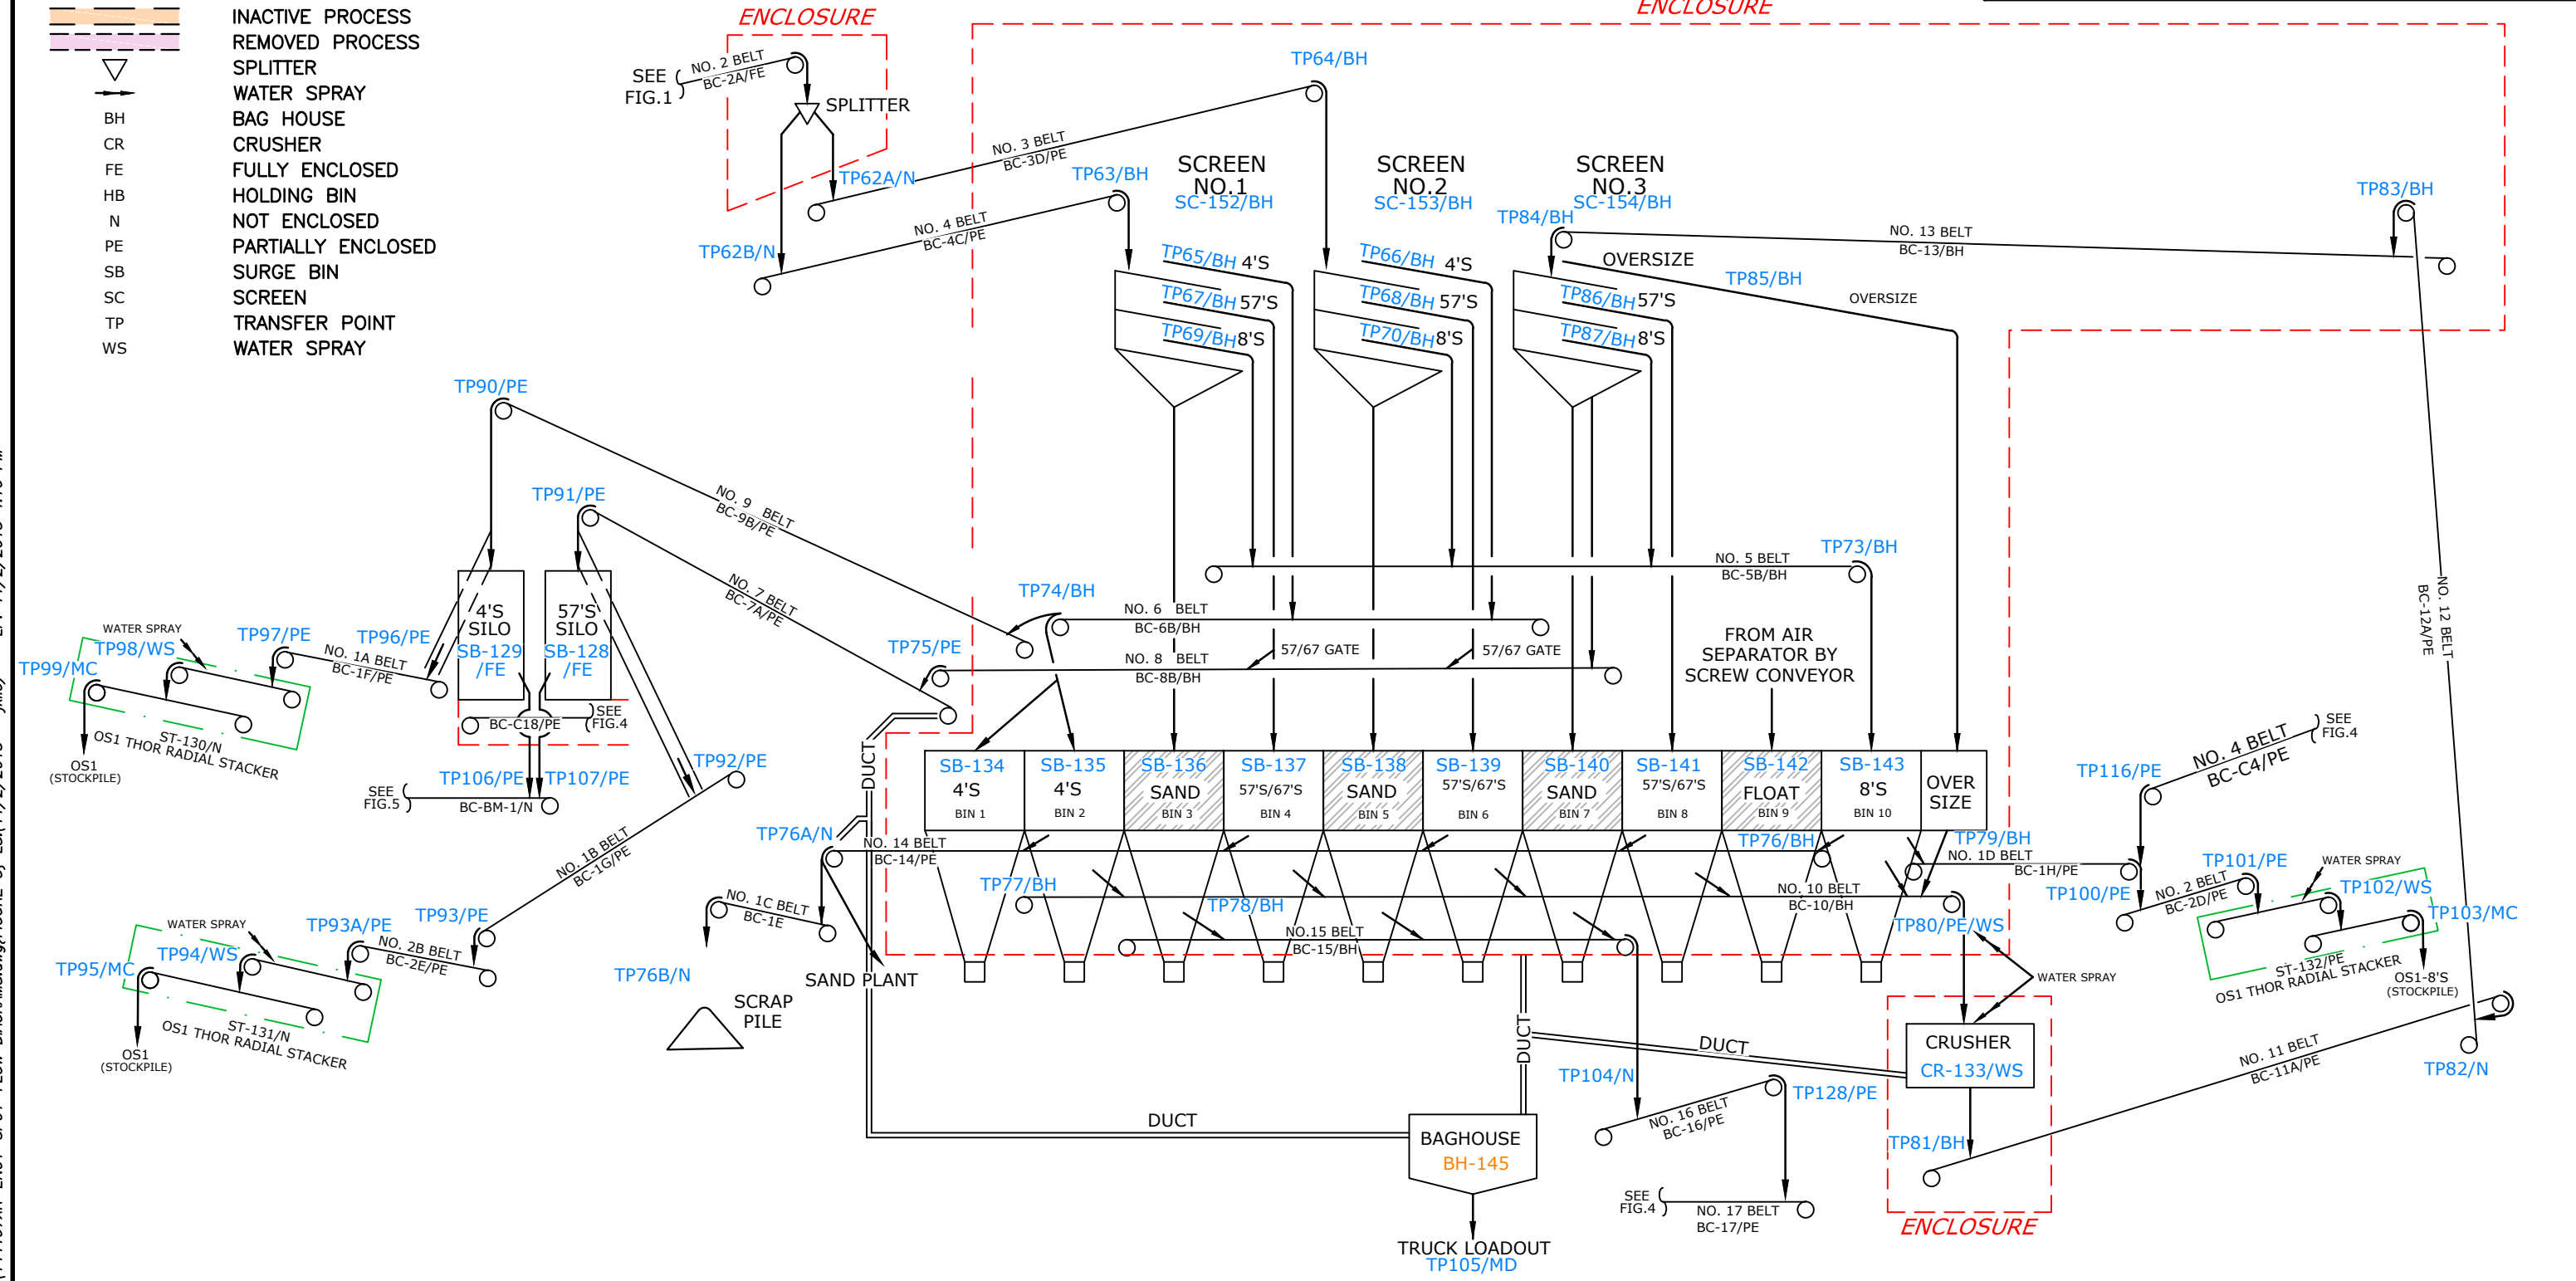 INACTIVE PROCESS
REMOVED PROCESS
SPLITTER
WATER SPRAY
BH BAG HOUSE
CR CRUSHER
FE FULLY ENCLOSED
HB HOLDING BIN
N NOT ENCLOSED
PE PARTIALLY ENCLOSED
SB SURGE BIN
SC SCREEN
TP TRANSFER POINT
WS WATER SPRAY
ENCLOSURE
ENCLOSURE
SEE
FIG.1
NO. 2 BELT
BC-2A/FE
SPLITTER
TP62A/N
TP62B/N
NO. 3 BELT
BC-3D/PE
NO. 4 BELT
BC-4C/PE
TP63/BH
TP64/BH
SCREEN
NO.1
SC-152/BH
SCREEN
NO.2
SC-153/BH
SCREEN
NO.3
SC-154/BH
TP84/BH
TP83/BH
NO. 13 BELT
BC-13/BH
OVERSIZE
TP85/BH
OVERSIZE
TP65/BH 4'S
TP67/BH 57'S
TP69/BH 8'S
TP66/BH 4'S
TP68/BH 57'S
TP70/BH 8'S
TP86/BH 57'S
TP87/BH 8'S
TP90/PE
TP91/PE
NO. 9 BELT
BC-9B/PE
NO. 7 BELT
BC-7A/PE
TP74/BH
TP75/PE
NO. 5 BELT
BC-5B/BH
TP73/BH
NO. 6 BELT
BC-6B/BH
NO. 8 BELT
BC-8B/BH
57/67 GATE
57/67 GATE
FROM AIR
SEPARATOR BY
SCREW CONVEYOR
NO. 12 BELT
BC-12A/PE
4'S
SILO
SB-129
/FE
57'S
SILO
SB-128
/FE
WATER SPRAY
TP99/MC
TP98/WS
TP97/PE
TP96/PE
NO. 1A BELT
BC-1F/PE
ST-130/N
OS1 THOR RADIAL STACKER
OS1
(STOCKPILE)
BC-C18/PE
SEE
FIG.4
TP106/PE
TP107/PE
SEE
FIG.5
BC-BM-1/N
TP92/PE
NO. 1B BELT
BC-1G/PE
TP93/PE
TP93A/PE
NO. 2B BELT
BC-2E/PE
WATER SPRAY
TP94/WS
TP95/MC
ST-131/N
OS1 THOR RADIAL STACKER
OS1
(STOCKPILE)
DUCT
SB-134
4'S
BIN 1
SB-135
4'S
BIN 2
SB-136
SAND
BIN 3
SB-137
57'S/67'S
BIN 4
SB-138
SAND
BIN 5
SB-139
57'S/67'S
BIN 6
SB-140
SAND
BIN 7
SB-141
57'S/67'S
BIN 8
SB-142
FLOAT
BIN 9
SB-143
8'S
BIN 10
OVER
SIZE
TP76A/N
NO. 14 BELT
BC-14/PE
TP76/BH
TP79/BH
NO. 1D BELT
BC-1H/PE
TP77/BH
NO. 10 BELT
BC-10/BH
TP78/BH
NO.15 BELT
BC-15/BH
TP80/PE/WS
WATER SPRAY
NO. 1C BELT
BC-1E
TP76B/N
SAND PLANT
SCRAP
PILE
NO. 4 BELT
BC-C4/PE
SEE
FIG.4
TP116/PE
TP100/PE
NO. 2 BELT
BC-2D/PE
TP101/PE
WATER SPRAY
TP102/WS
TP103/MC
ST-132/PE
OS1 THOR RADIAL STACKER
OS1-8'S
(STOCKPILE)
TP82/N
NO. 11 BELT
BC-11A/PE
CRUSHER
CR-133/WS
TP81/BH
ENCLOSURE
DUCT
DUCT
DUCT
BAGHOUSE
BH-145
TRUCK LOADOUT
TP105/MD
TP104/N
NO. 16 BELT
BC-16/PE
TP128/PE
SEE
FIG.4
NO. 17 BELT
BC-17/PE